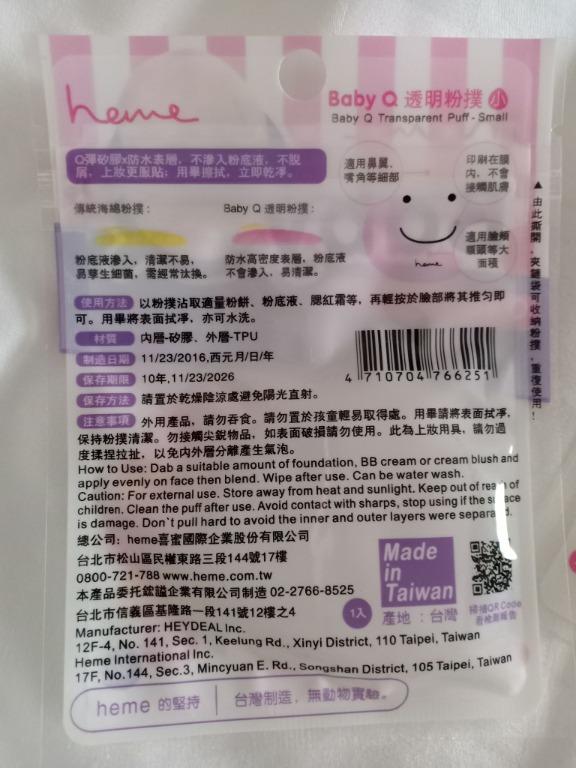 heme
Baby Q 透明粉撲 小
Baby Q Transparent Puff - Small
Q彈矽膠x防水表層，不滲入粉底液，不脫
屑，上妝更服貼；用畢擦拭，立即乾淨。
適用鼻翼、
嘴角等細部
印刷在膜
內，不會
接觸肌膚
傳統海綿粉撲：
粉底液滲入，清潔不易，
易孳生細菌，需經常汰換。
Baby Q 透明粉撲：
防水高密度表層，粉底液
不會滲入，易清潔。
heme
適用臉頰
額頭等大
面積
▲由此撕開，夾鏈袋可收納粉撲，重復使用！
使用方法 以粉撲沾取適量粉餅、粉底液、腮紅霜等，再輕按於臉部將其推勻即
可。用畢將表面拭淨，亦可水洗。
材質 內層-矽膠、外層-TPU
製造日期 11/23/2016,西元月/日/年
保存期限 10年,11/23/2026
保存方法 請置於乾燥陰涼處避免陽光直射。
4 710704 766251
注意事項 外用產品，請勿吞食。請勿置於孩童輕易取得處。用畢請將表面拭淨，
保持粉撲清潔。勿接觸尖銳物品，如表面破損請勿使用。此為上妝用具，請勿過
度揉捏拉扯，以免內外層分離產生氣泡。
How to Use: Dab a suitable amount of foundation, BB cream or cream blush and
apply evenly on face then blend. Wipe after use. Can be water wash.
Caution: For external use. Store away from heat and sunlight. Keep out of reach of
children. Clean the puff after use. Avoid contact with sharps, stop using if the surface
is damage. Don`t pull hard to avoid the inner and outer layers were separated.
總公司：heme喜蜜國際企業股份有限公司
台北市松山區民權東路三段144號17樓
0800-721-788 www.heme.com.tw
本產品委托鋐謚企業有限公司制造 02-2766-8525
台北市信義區基隆路一段141號12樓之4
1入
Made
in
Taiwan
產地：台灣
掃描QR Code
看檢測報告
Manufacturer: HEYDEAL Inc.
12F-4, No. 141, Sec. 1, Keelung Rd., Xinyi District, 110 Taipei, Taiwan
Heme International Inc.
17F, No.144, Sec.3, Mincyuan E. Rd., Songshan District, 105 Taipei, Taiwan
heme 的堅持 台灣制造，無動物實驗。